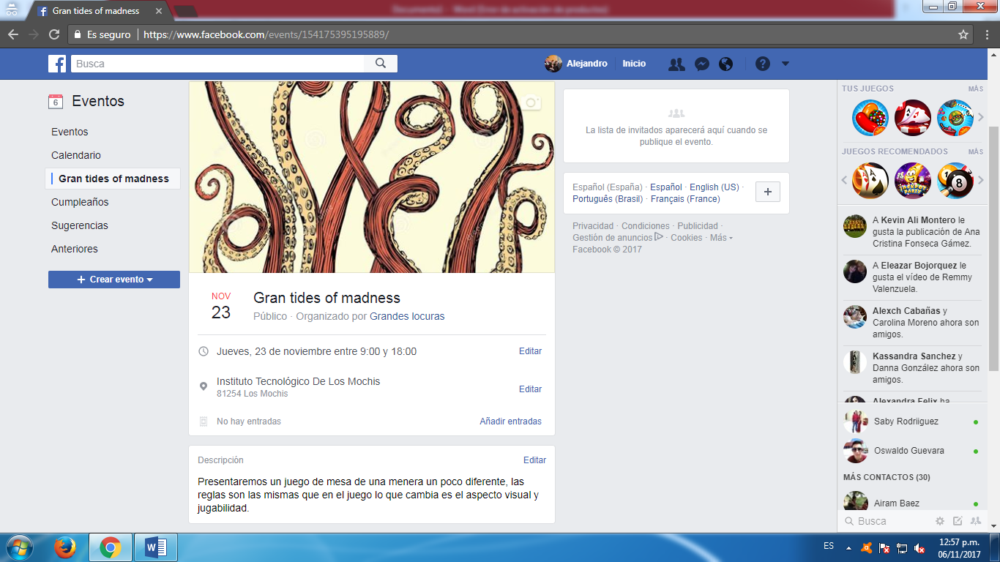 Gran tides of madness
Documento1 - Word (Error de activación de productos)
Es seguro
https://www.facebook.com/events/154175395195889/
Busca
Alejandro
Inicio
6
Eventos
Eventos
Calendario
Gran tides of madness
Cumpleaños
Sugerencias
Anteriores
+ Crear evento
NOV
23
Gran tides of madness
Público · Organizado por Grandes locuras
Jueves, 23 de noviembre entre 9:00 y 18:00
Editar
Instituto Tecnológico De Los Mochis
81254 Los Mochis
Editar
No hay entradas
Añadir entradas
Descripción
Editar
Presentaremos un juego de mesa de una menera un poco diferente, las
reglas son las mismas que en el juego lo que cambia es el aspecto visual y
jugabilidad.
La lista de invitados aparecerá aquí cuando se
publique el evento.
Español (España) · Español · English (US) ·
Português (Brasil) · Français (France)
Privacidad · Condiciones · Publicidad ·
Gestión de anuncios · Cookies · Más
Facebook © 2017
TUS JUEGOS
MÁS
JUEGOS RECOMENDADOS
MÁS
A Kevin Ali Montero le
gusta la publicación de Ana
Cristina Fonseca Gámez.
A Eleazar Bojorquez le
gusta el vídeo de Remmy
Valenzuela.
Alexch Cabañas y
Carolina Moreno ahora son
amigos.
Kassandra Sanchez y
Danna González ahora son
amigos.
Alexandra Felix ha
Saby Rodriiguez
Oswaldo Guevara
MÁS CONTACTOS (30)
Airam Baez
Busca
ES
12:57 p.m.
06/11/2017